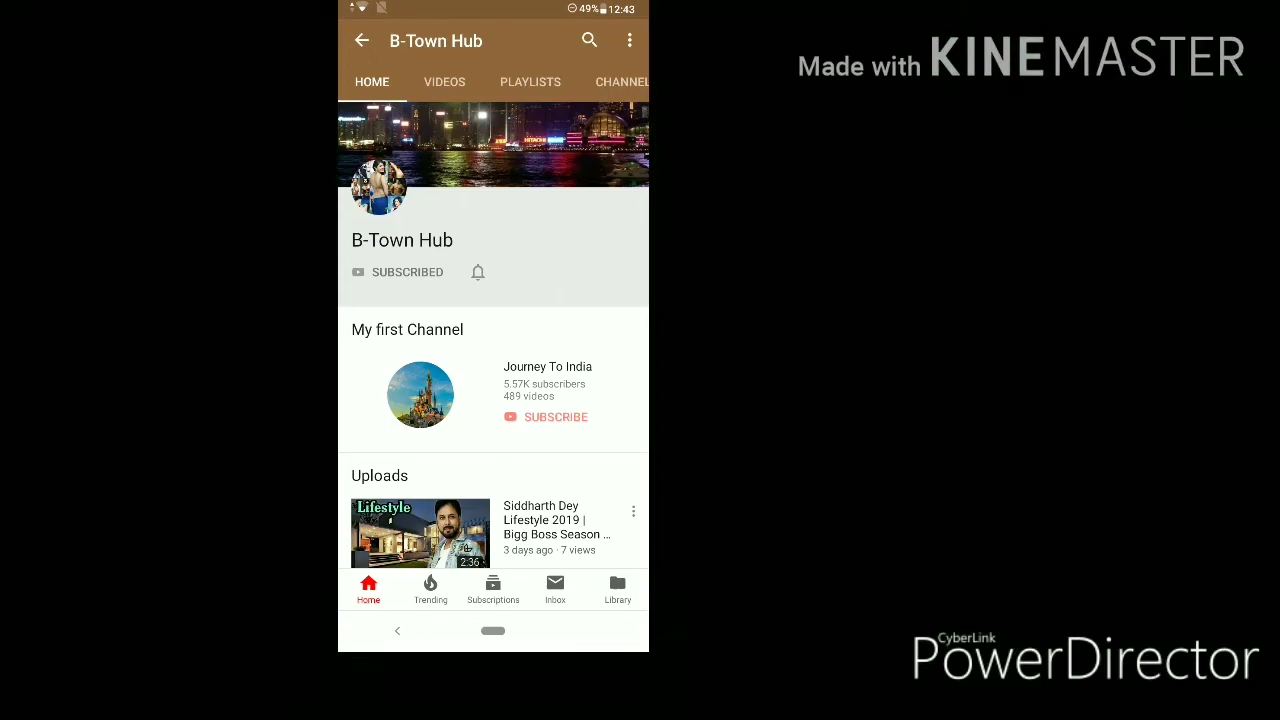 49% 12:43
B-Town Hub
HOME VIDEOS PLAYLISTS CHANNEL
HITACHI
B-Town Hub
SUBSCRIBED
My first Channel
Journey To India
5.57K subscribers
489 videos
SUBSCRIBE
Uploads
Lifestyle
2:36
Siddharth Dey
Lifestyle 2019 |
Bigg Boss Season ...
3 days ago · 7 views
Home Trending Subscriptions Inbox Library
Made with KINEMASTER
CyberLink
PowerDirector